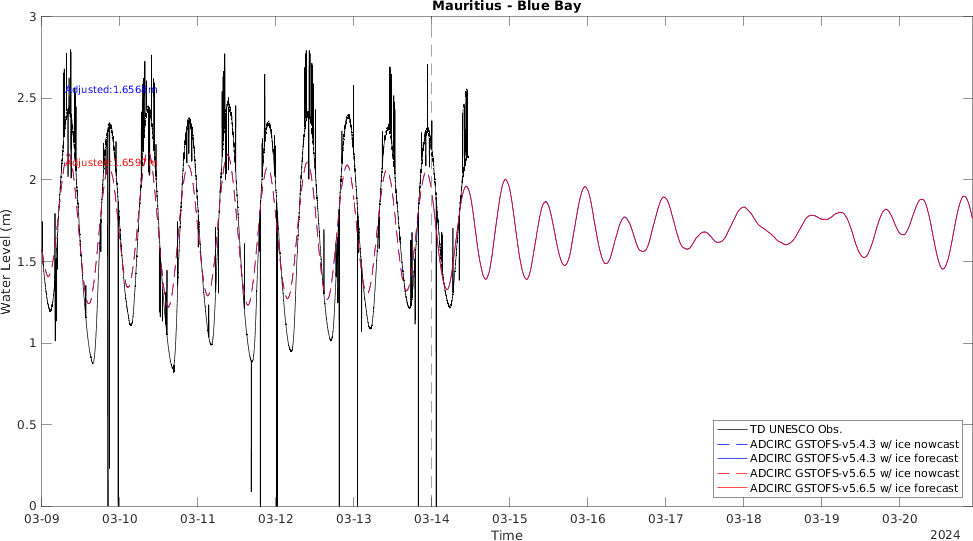 Mauritius - Blue Bay
3
2.5
2
1.5
1
0.5
0
Water Level (m)
Adjusted:1.656 m
Adjusted:1.659 m
TD UNESCO Obs.
ADCIRC GSTOFS-v5.4.3 w/ ice nowcast
ADCIRC GSTOFS-v5.4.3 w/ ice forecast
ADCIRC GSTOFS-v5.6.5 w/ ice nowcast
ADCIRC GSTOFS-v5.6.5 w/ ice forecast
03-09 03-10 03-11 03-12 03-13 03-14 03-15 03-16 03-17 03-18 03-19 03-20
Time
2024